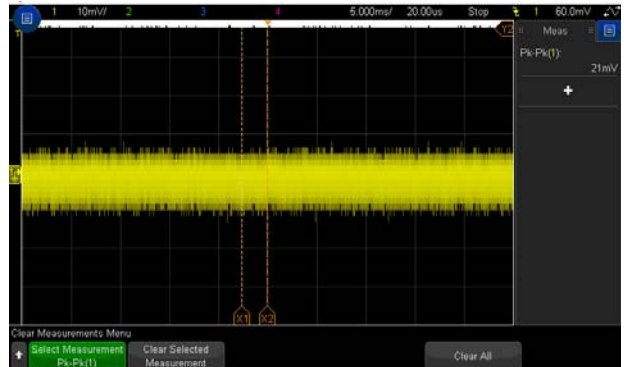 1 10mV/ 2 3 4 5.000ms/ 20.00us Stop 1 60.0mV
T Y2 Meas
Pk-Pk(1):
21mV
X1 X2
Clear Measurements Menu
Select Measurement Clear Selected Clear All
Pk-Pk(1) Measurement